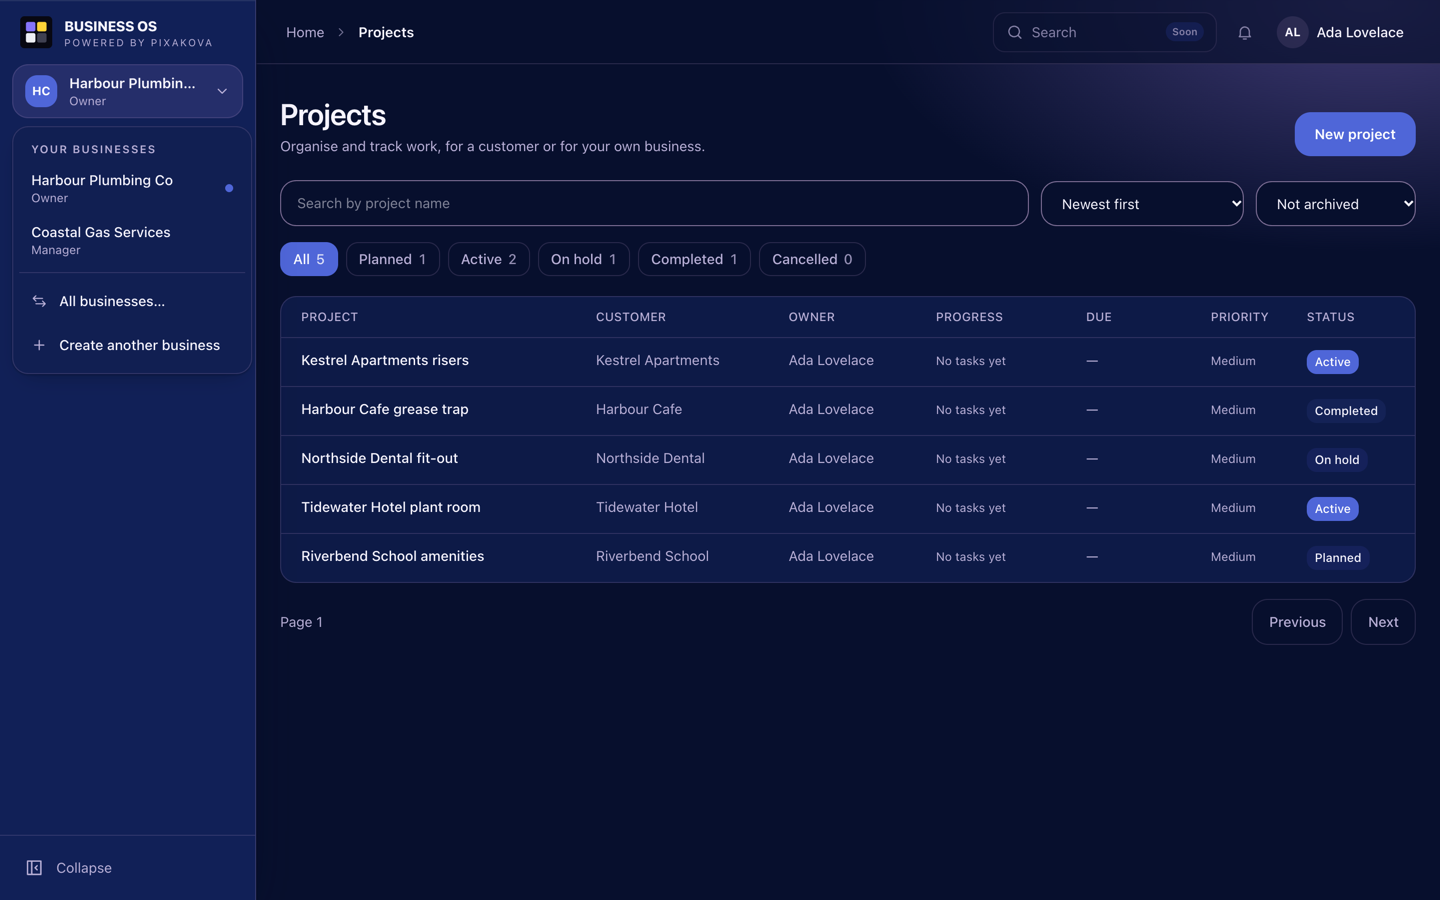 BUSINESS OS
POWERED BY PIXAKOVA
HC
Harbour Plumbin...
Owner
YOUR BUSINESSES
Harbour Plumbing Co
Owner
Coastal Gas Services
Manager
All businesses...
Create another business
Collapse
Home > Projects
Search Soon
AL Ada Lovelace
Projects
Organise and track work, for a customer or for your own business.
New project
Search by project name
Newest first
Not archived
All 5 Planned 1 Active 2 On hold 1 Completed 1 Cancelled 0
PROJECT CUSTOMER OWNER PROGRESS DUE PRIORITY STATUS
Kestrel Apartments risers Kestrel Apartments Ada Lovelace No tasks yet — Medium Active
Harbour Cafe grease trap Harbour Cafe Ada Lovelace No tasks yet — Medium Completed
Northside Dental fit-out Northside Dental Ada Lovelace No tasks yet — Medium On hold
Tidewater Hotel plant room Tidewater Hotel Ada Lovelace No tasks yet — Medium Active
Riverbend School amenities Riverbend School Ada Lovelace No tasks yet — Medium Planned
Page 1
Previous Next